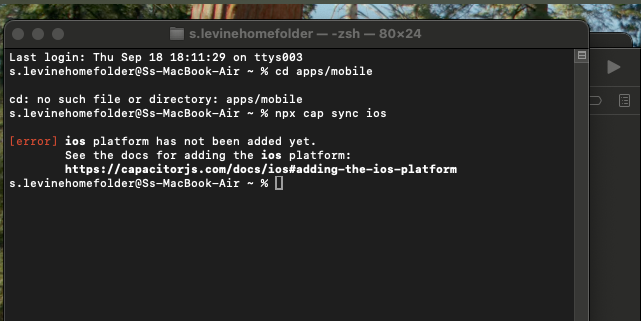 s.levinehomefolder — -zsh — 80×24
Last login: Thu Sep 18 18:11:29 on ttys003
s.levinehomefolder@Ss-MacBook-Air ~ % cd apps/mobile
cd: no such file or directory: apps/mobile
s.levinehomefolder@Ss-MacBook-Air ~ % npx cap sync ios
[error] ios platform has not been added yet.
See the docs for adding the ios platform:
https://capacitorjs.com/docs/ios#adding-the-ios-platform
s.levinehomefolder@Ss-MacBook-Air ~ %